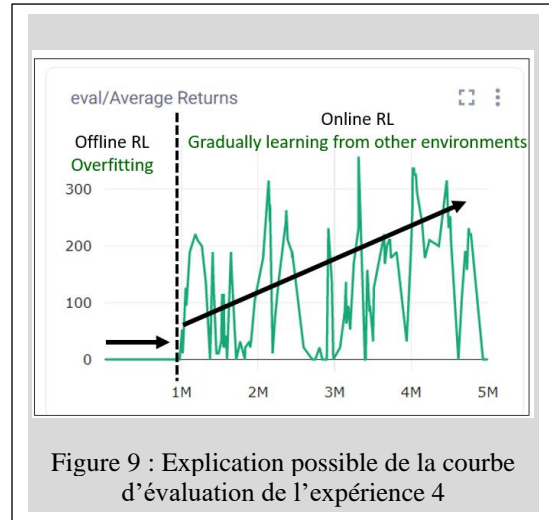 eval/Average Returns
Online RL
Offline RL
Gradually learning from other environments
Overfitting
300
200
100
0
1M
2M
3M
4M
5M
Figure 9 : Explication possible de la courbe
d’évaluation de l’expérience 4